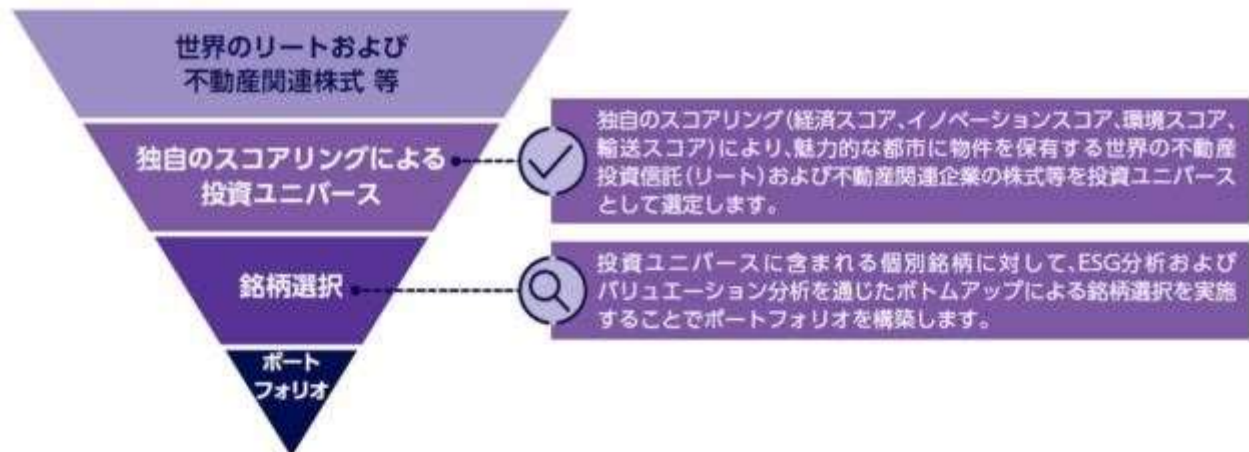 世界のリートおよび
不動産関連株式 等
独自のスコアリングによる
投資ユニバース
独自のスコアリング(経済スコア、イノベーションスコア、環境スコア、
輸送スコア)により、魅力的な都市に物件を保有する世界の不動産
投資信託(リート)および不動産関連企業の株式等を投資ユニバース
として選定します。
銘柄選択
投資ユニバースに含まれる個別銘柄に対して、ESG分析および
バリュエーション分析を通じたボトムアップによる銘柄選択を実施
することでポートフォリオを構築します。
ポート
フォリオ